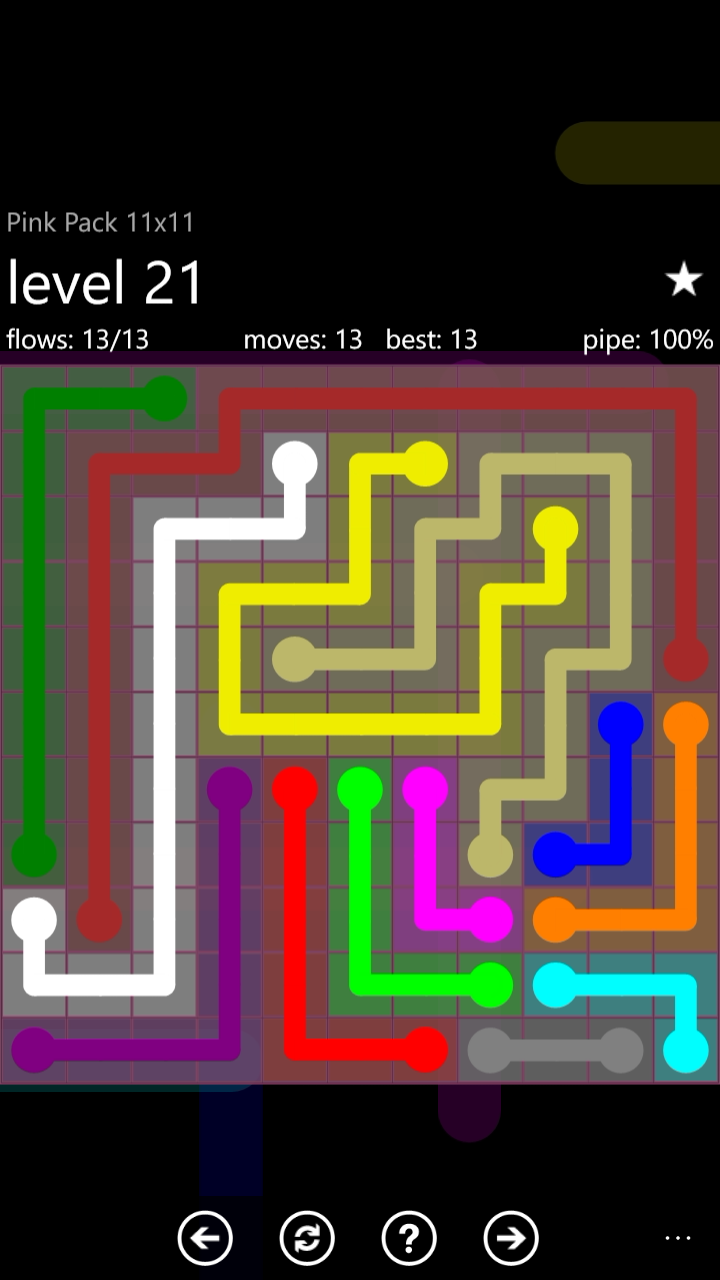 Pink Pack 11x11
level 21
flows: 13/13 moves: 13 best: 13 pipe: 100%
?
...